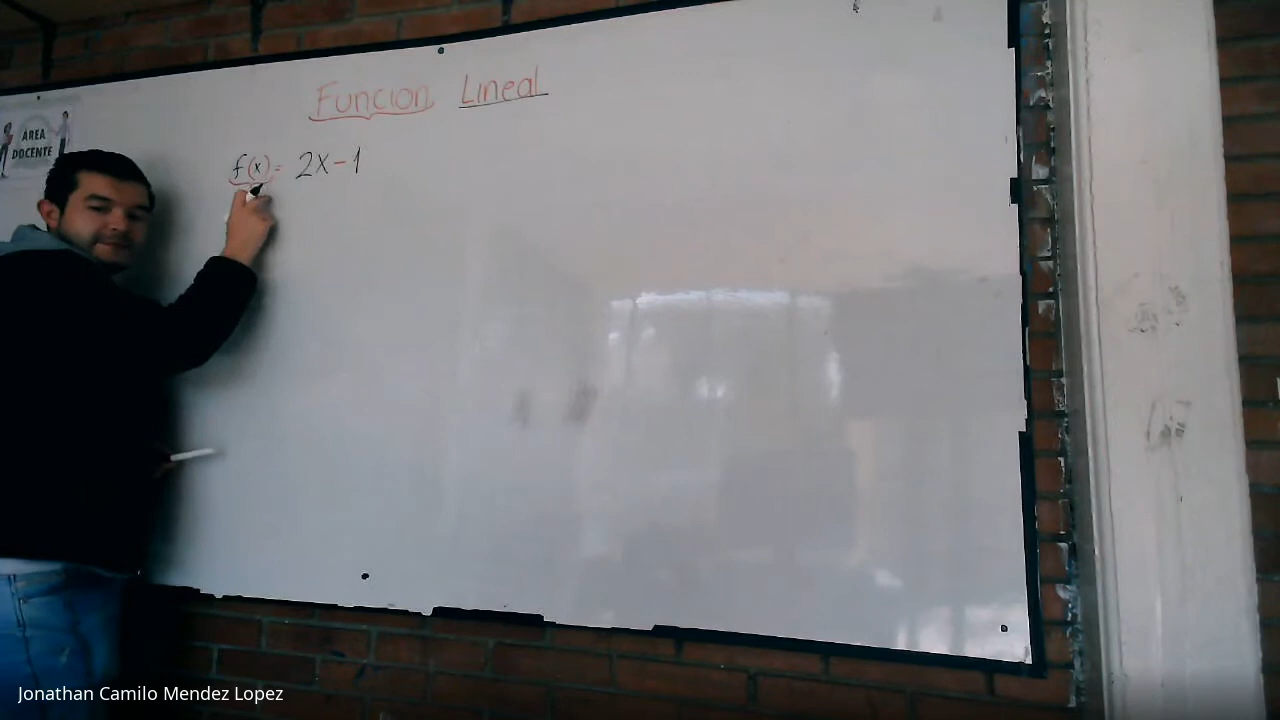 Funcion Lineal
AREA
DOCENTE
f(x) = 2x-1
Jonathan Camilo Mendez Lopez